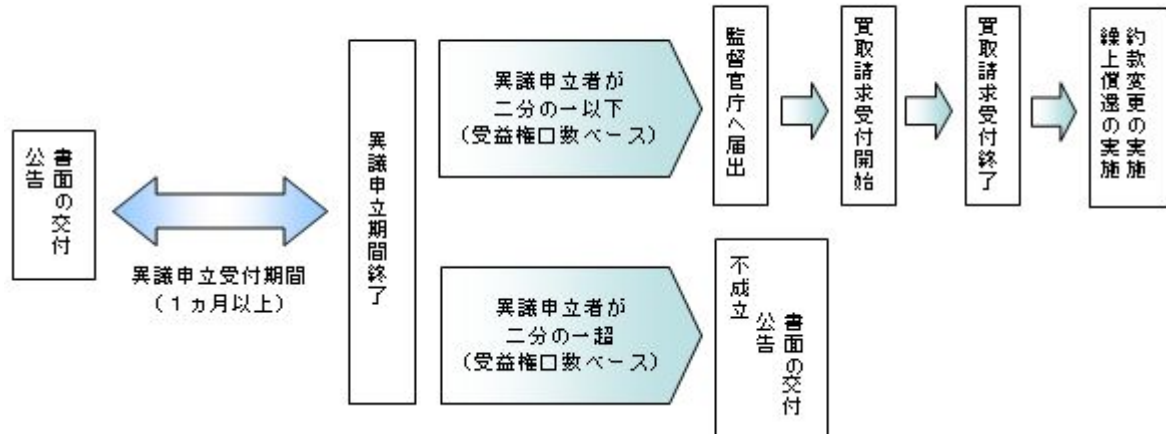 書面の交付
公告
異議申立受付期間
（１ヵ月以上）
異議申立期間終了
異議申立者が
二分の一以下
（受益権口数ベース）
監督官庁へ届出
買取請求受付開始
買取請求受付終了
約款変更の実施
繰上償還の実施
異議申立者が
二分の一超
（受益権口数ベース）
不成立
書面の交付
公告